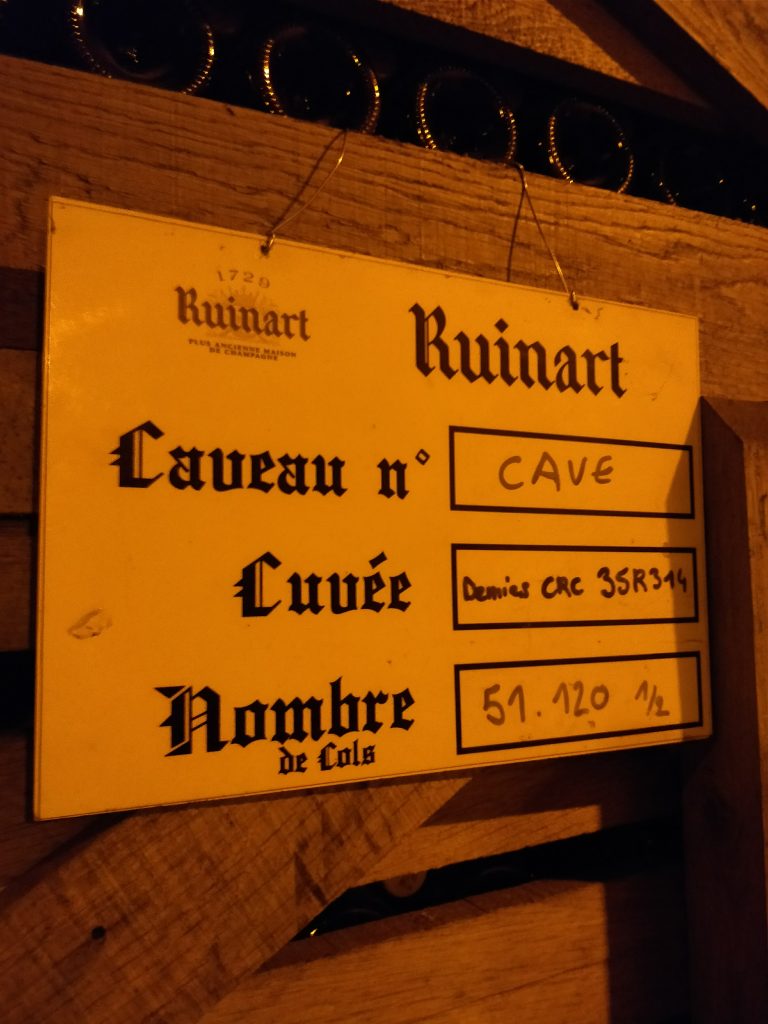 1729
Ruinart
PLUS ANCIENNE MAISON
DE CHAMPAGNE
Ruinart
Caveau n° CAVE
Cuvée Demies CRC 35R314
Nombre 51.120 1/2
de Cols